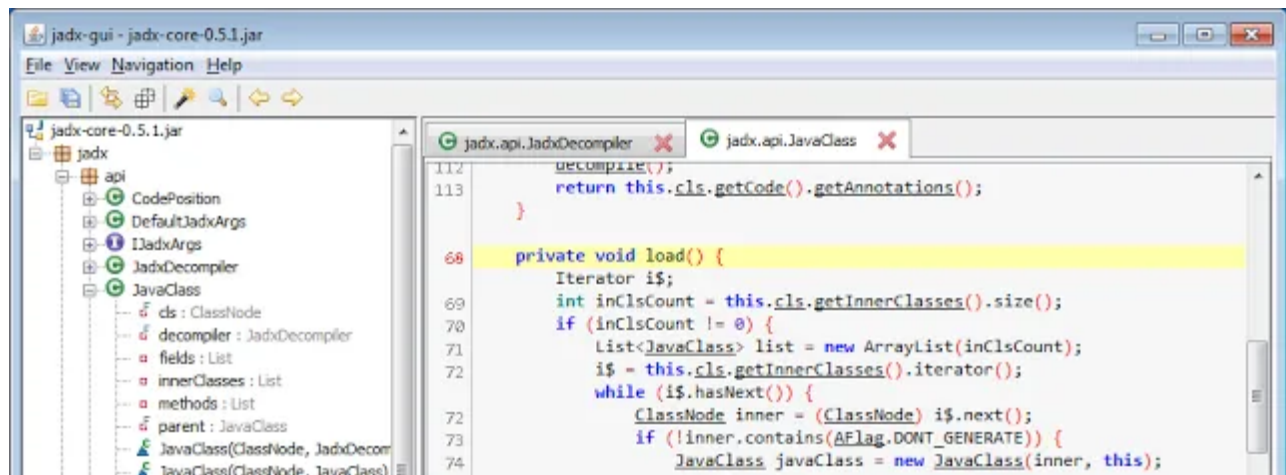 jadx-gui - jadx-core-0.5.1.jar
File View Navigation Help
jadx-core-0.5.1.jar
jadx
api
CodePosition
DefaultJadxArgs
IJadxArgs
JadxDecompiler
JavaClass
cls : ClassNode
decompiler : JadxDecompiler
fields : List
innerClasses : List
methods : List
parent : JavaClass
JavaClass(ClassNode, JadxDecom
JavaClass(ClassNode, JavaClass)
jadx.api.JadxDecompiler jadx.api.JavaClass
112 decompile();
113 return this.cls.getCode().getAnnotations();
}
68 private void load() {
Iterator i$;
69 int inClsCount = this.cls.getInnerClasses().size();
70 if (inClsCount != 0) {
71 List<JavaClass> list = new ArrayList(inClsCount);
72 i$ = this.cls.getInnerClasses().iterator();
while (i$.hasNext()) {
72 ClassNode inner = (ClassNode) i$.next();
73 if (!inner.contains(AFlag.DONT_GENERATE)) {
74 JavaClass javaClass = new JavaClass(inner, this);